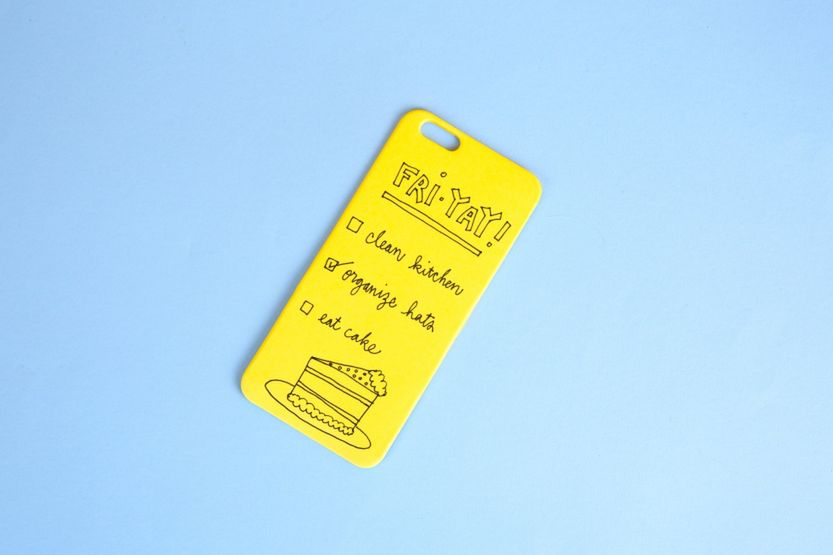 FRI·YAY!
clean kitchen
organize hats
eat cake